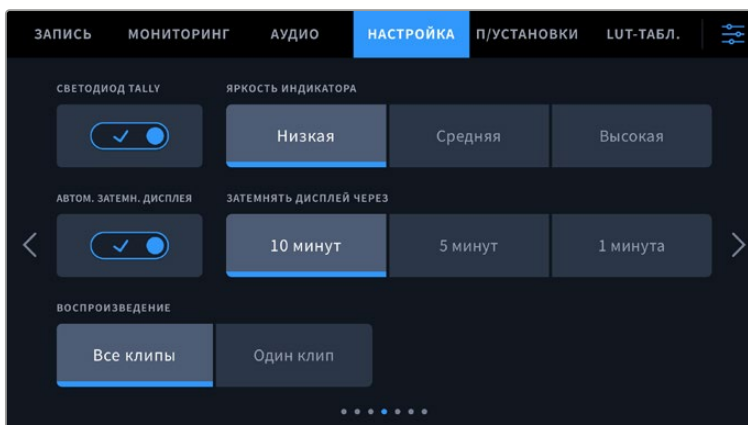 ЗАПИСЬ МОНИТОРИНГ АУДИО НАСТРОЙКА П/УСТАНОВКИ LUT-ТАБЛ.
СВЕТОДИОД TALLY ЯРКОСТЬ ИНДИКАТОРА
Низкая Средняя Высокая
АВТОМ. ЗАТЕМН. ДИСПЛЕЯ ЗАТЕМНЯТЬ ДИСПЛЕЙ ЧЕРЕЗ
10 минут 5 минут 1 минута
ВОСПРОИЗВЕДЕНИЕ
Все клипы Один клип